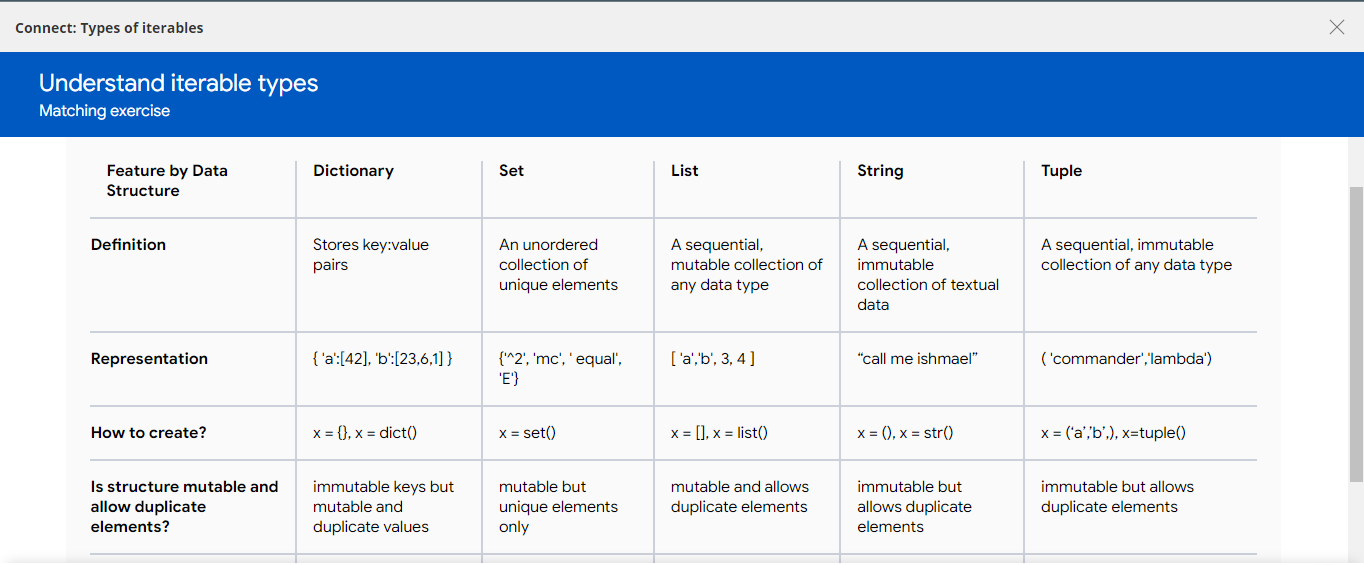 Connect: Types of iterables
Understand iterable types
Matching exercise
Feature by Data
Structure
Dictionary
Set
List
String
Tuple
Definition
Stores key:value
pairs
An unordered
collection of
unique elements
A sequential,
mutable collection of
any data type
A sequential,
immutable
collection of textual
data
A sequential, immutable
collection of any data type
Representation
{ 'a':[42], 'b':[23,6,1] }
{'^2', 'mc', ' equal',
'E'}
[ 'a','b', 3, 4 ]
“call me ishmael”
( 'commander','lambda')
How to create?
x = {}, x = dict()
x = set()
x = [], x = list()
x = (), x = str()
x = (‘a’,’b’,), x=tuple()
Is structure mutable and
allow duplicate
elements?
immutable keys but
mutable and
duplicate values
mutable but
unique elements
only
mutable and allows
duplicate elements
immutable but
allows duplicate
elements
immutable but allows
duplicate elements